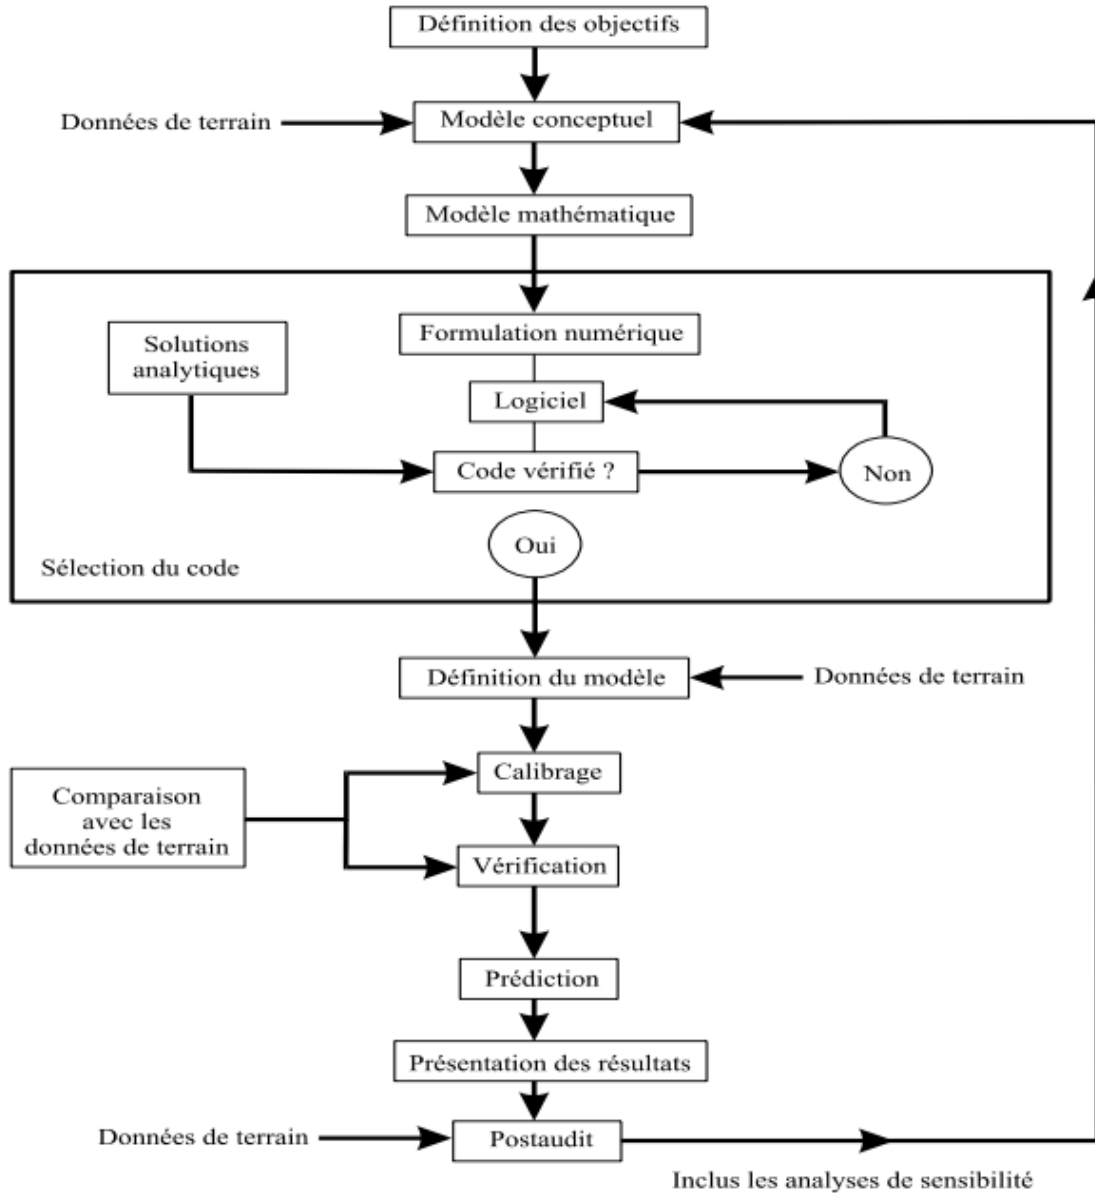 Définition des objectifs
Données de terrain
Modèle conceptuel
Modèle mathématique
Solutions
analytiques
Formulation numérique
Logiciel
Code vérifié ?
Non
Oui
Sélection du code
Définition du modèle
Données de terrain
Calibrage
Comparaison
avec les
données de terrain
Vérification
Prédiction
Présentation des résultats
Données de terrain
Postaudit
Inclus les analyses de sensibilité